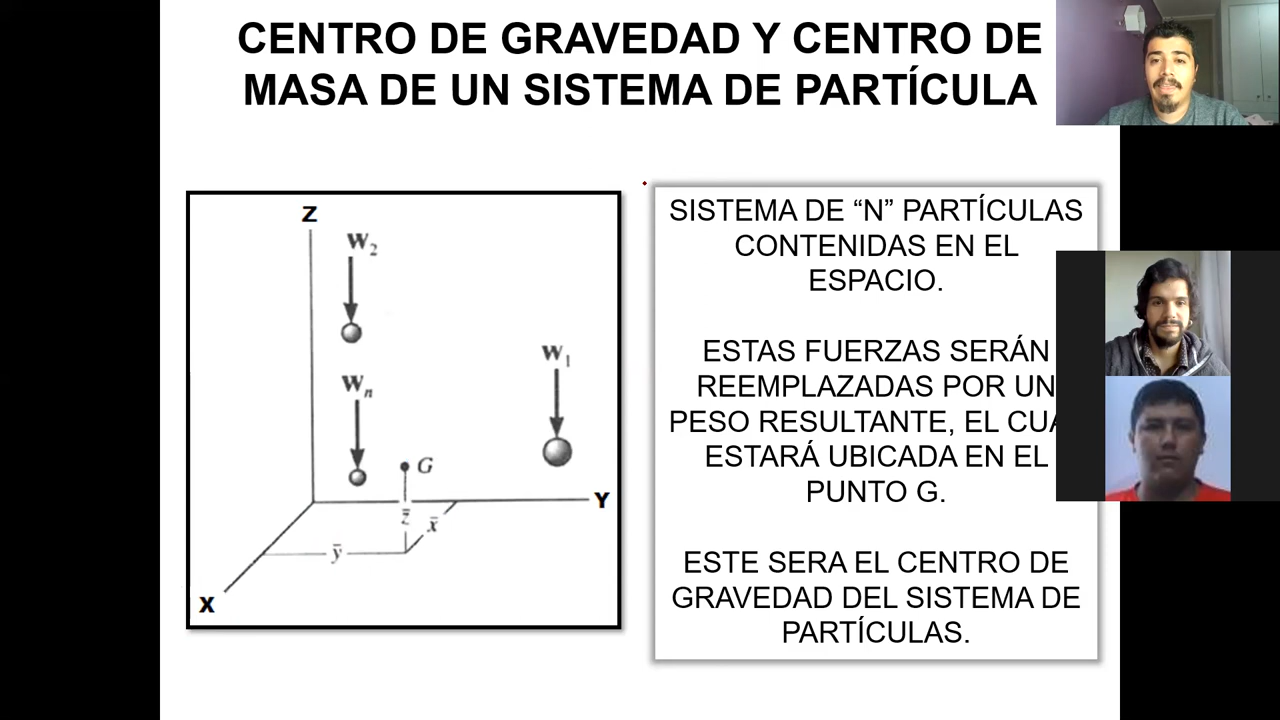 CENTRO DE GRAVEDAD Y CENTRO DE
MASA DE UN SISTEMA DE PARTÍCULA
Z
W₂
W₁
Wₙ
G
Y
z̄
x̄
ȳ
X
SISTEMA DE “N” PARTÍCULAS
CONTENIDAS EN EL
ESPACIO.
ESTAS FUERZAS SERÁN
REEMPLAZADAS POR UN
PESO RESULTANTE, EL
ESTARÁ UBICADA EN EL
PUNTO G.
ESTE SERA EL CENTRO DE
GRAVEDAD DEL SISTEMA DE
PARTÍCULAS.